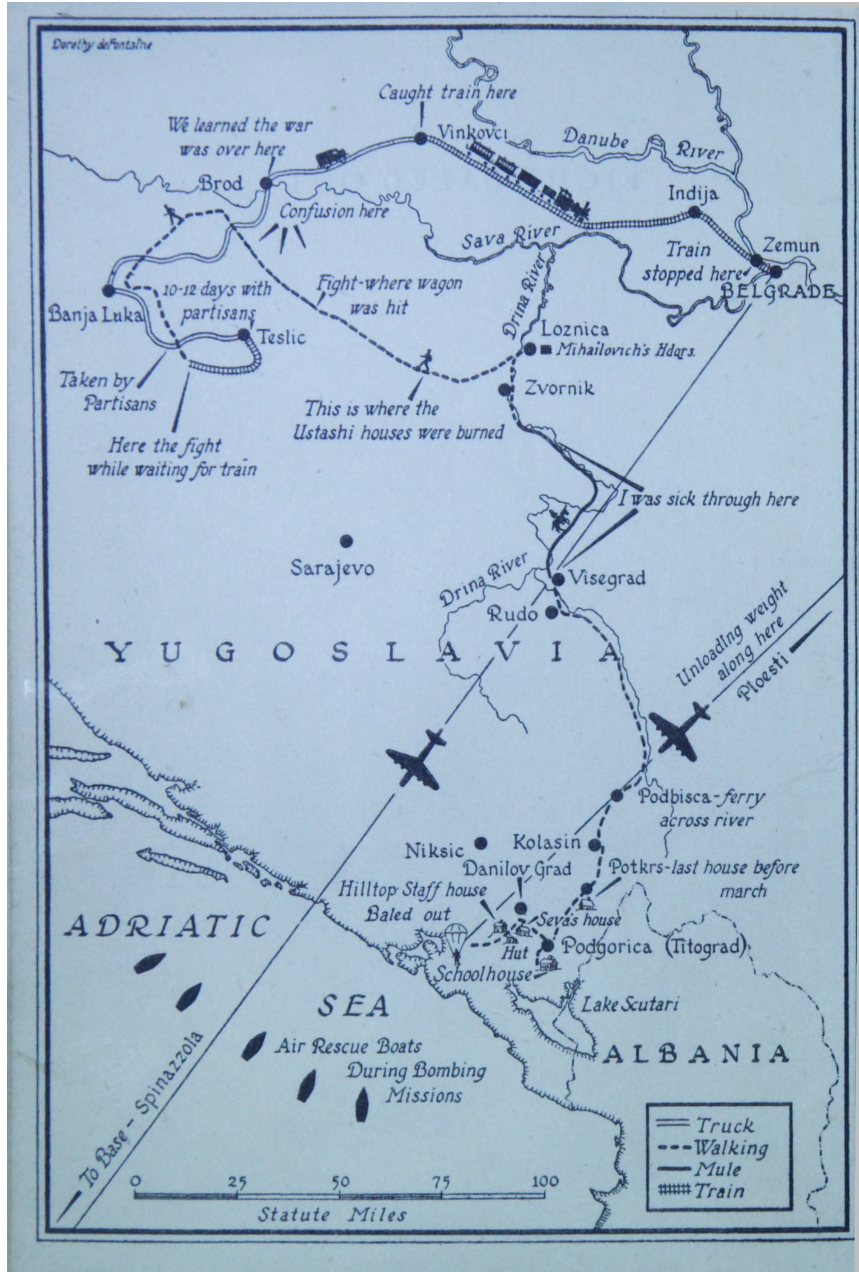 Dorothy deFontaine
Caught train here
We learned the war
was over here
Vinkovci
Danube
River
Brod
Confusion here
Indija
Sava River
Train
stopped here
Zemun
BELGRADE
Drina River
Fight-where wagon
was hit
10-12 days with
partisans
Banja Luka
Teslic
Loznica
Mihailovich's Hdqrs.
Taken by
Partisans
Zvornik
This is where the
Ustashi houses were burned
Here the fight
while waiting for train
I was sick through here
Sarajevo
Drina River
Visegrad
Rudo
YUGOSLAVIA
Unloading weight
along here
Ploesti
Podbisca-ferry
across river
Niksic
Kolasin
Danilov Grad
Potkrs-last house before
march
Hilltop Staff house
Baled out
Sevas house
Hut
Podgorica (Titograd)
Schoolhouse
ADRIATIC
SEA
Lake Scutari
Air Rescue Boats
During Bombing
Missions
ALBANIA
To Base - Spinazzola
Truck
Walking
Mule
Train
0 25 50 75 100
Statute Miles